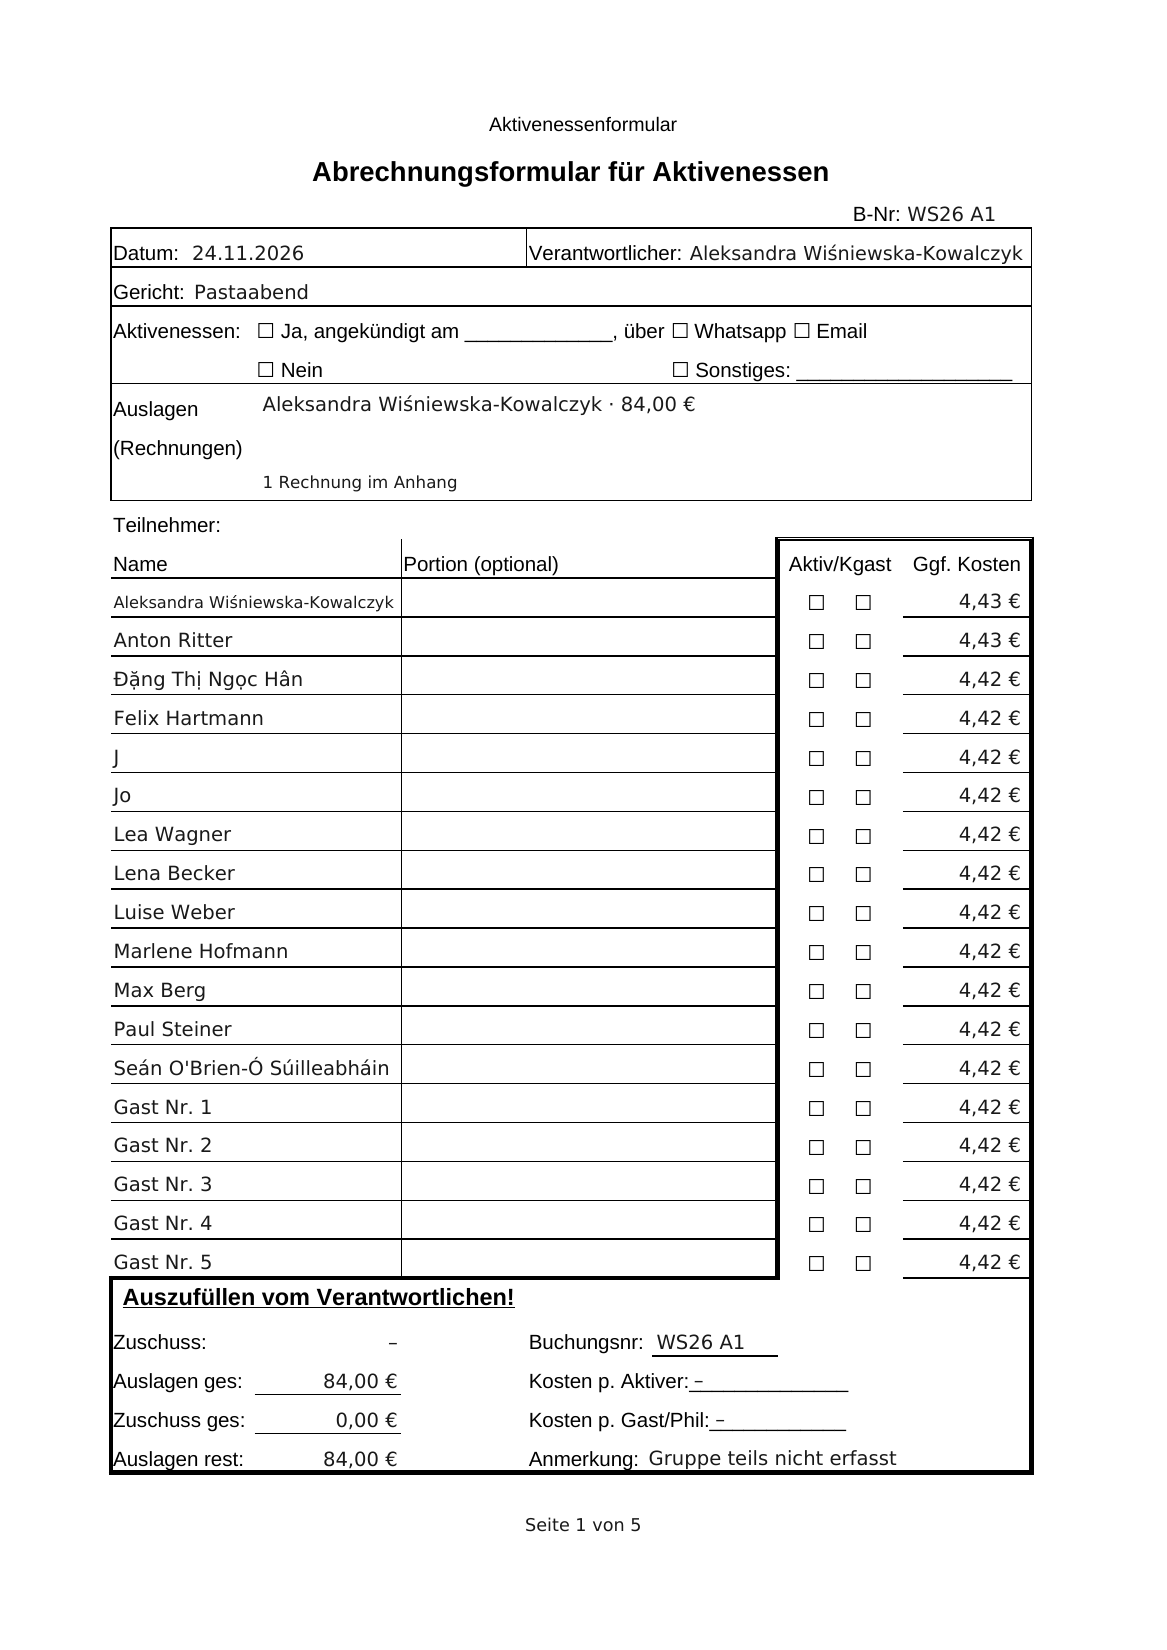 Aktivenessenformular
Abrechnungsformular für Aktivenessen
B-Nr: WS26 A1
Datum: 24.11.2026 Verantwortlicher: Aleksandra Wiśniewska-Kowalczyk
Gericht: Pastaabend
Aktivenessen: ☐ Ja, angekündigt am _____________, über ☐ Whatsapp ☐ Email
☐ Nein ☐ Sonstiges: ___________________
Auslagen Aleksandra Wiśniewska-Kowalczyk · 84,00 €
(Rechnungen)
1 Rechnung im Anhang
Teilnehmer:
Name Portion (optional) Aktiv/Kgast Ggf. Kosten
Aleksandra Wiśniewska-Kowalczyk ☐ ☐ 4,43 €
Anton Ritter ☐ ☐ 4,43 €
Đặng Thị Ngọc Hân ☐ ☐ 4,42 €
Felix Hartmann ☐ ☐ 4,42 €
J ☐ ☐ 4,42 €
Jo ☐ ☐ 4,42 €
Lea Wagner ☐ ☐ 4,42 €
Lena Becker ☐ ☐ 4,42 €
Luise Weber ☐ ☐ 4,42 €
Marlene Hofmann ☐ ☐ 4,42 €
Max Berg ☐ ☐ 4,42 €
Paul Steiner ☐ ☐ 4,42 €
Seán O'Brien-Ó Súilleabháin ☐ ☐ 4,42 €
Gast Nr. 1 ☐ ☐ 4,42 €
Gast Nr. 2 ☐ ☐ 4,42 €
Gast Nr. 3 ☐ ☐ 4,42 €
Gast Nr. 4 ☐ ☐ 4,42 €
Gast Nr. 5 ☐ ☐ 4,42 €
Auszufüllen vom Verantwortlichen!
Zuschuss: – Buchungsnr: WS26 A1
Auslagen ges: 84,00 € Kosten p. Aktiver: –
Zuschuss ges: 0,00 € Kosten p. Gast/Phil: –
Auslagen rest: 84,00 € Anmerkung: Gruppe teils nicht erfasst
Seite 1 von 5